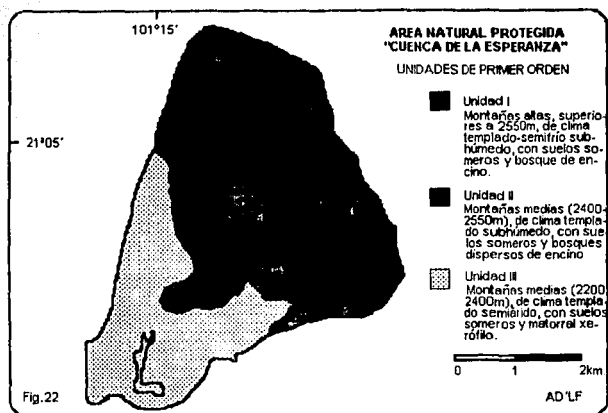 101°15'
21°05'
AREA NATURAL PROTEGIDA
"CUENCA DE LA ESPERANZA"
UNIDADES DE PRIMER ORDEN
Unidad I
Montañas altas, superio-
res a 2550m, de clima
templado-semifrio sub-
húmedo, con suelos so-
meros y bosque de en-
cino.
Unidad II
Montañas medias (2400-
2550m), de clima templa-
do subhúmedo, con sue-
los someros y bosques
dispersos de encino
Unidad III
Montañas medias (2200
2400m), de clima templa-
do semiárido, con suelos
someros y matorral xe-
rófilo.
0 1 2km
Fig.22
AD'LF